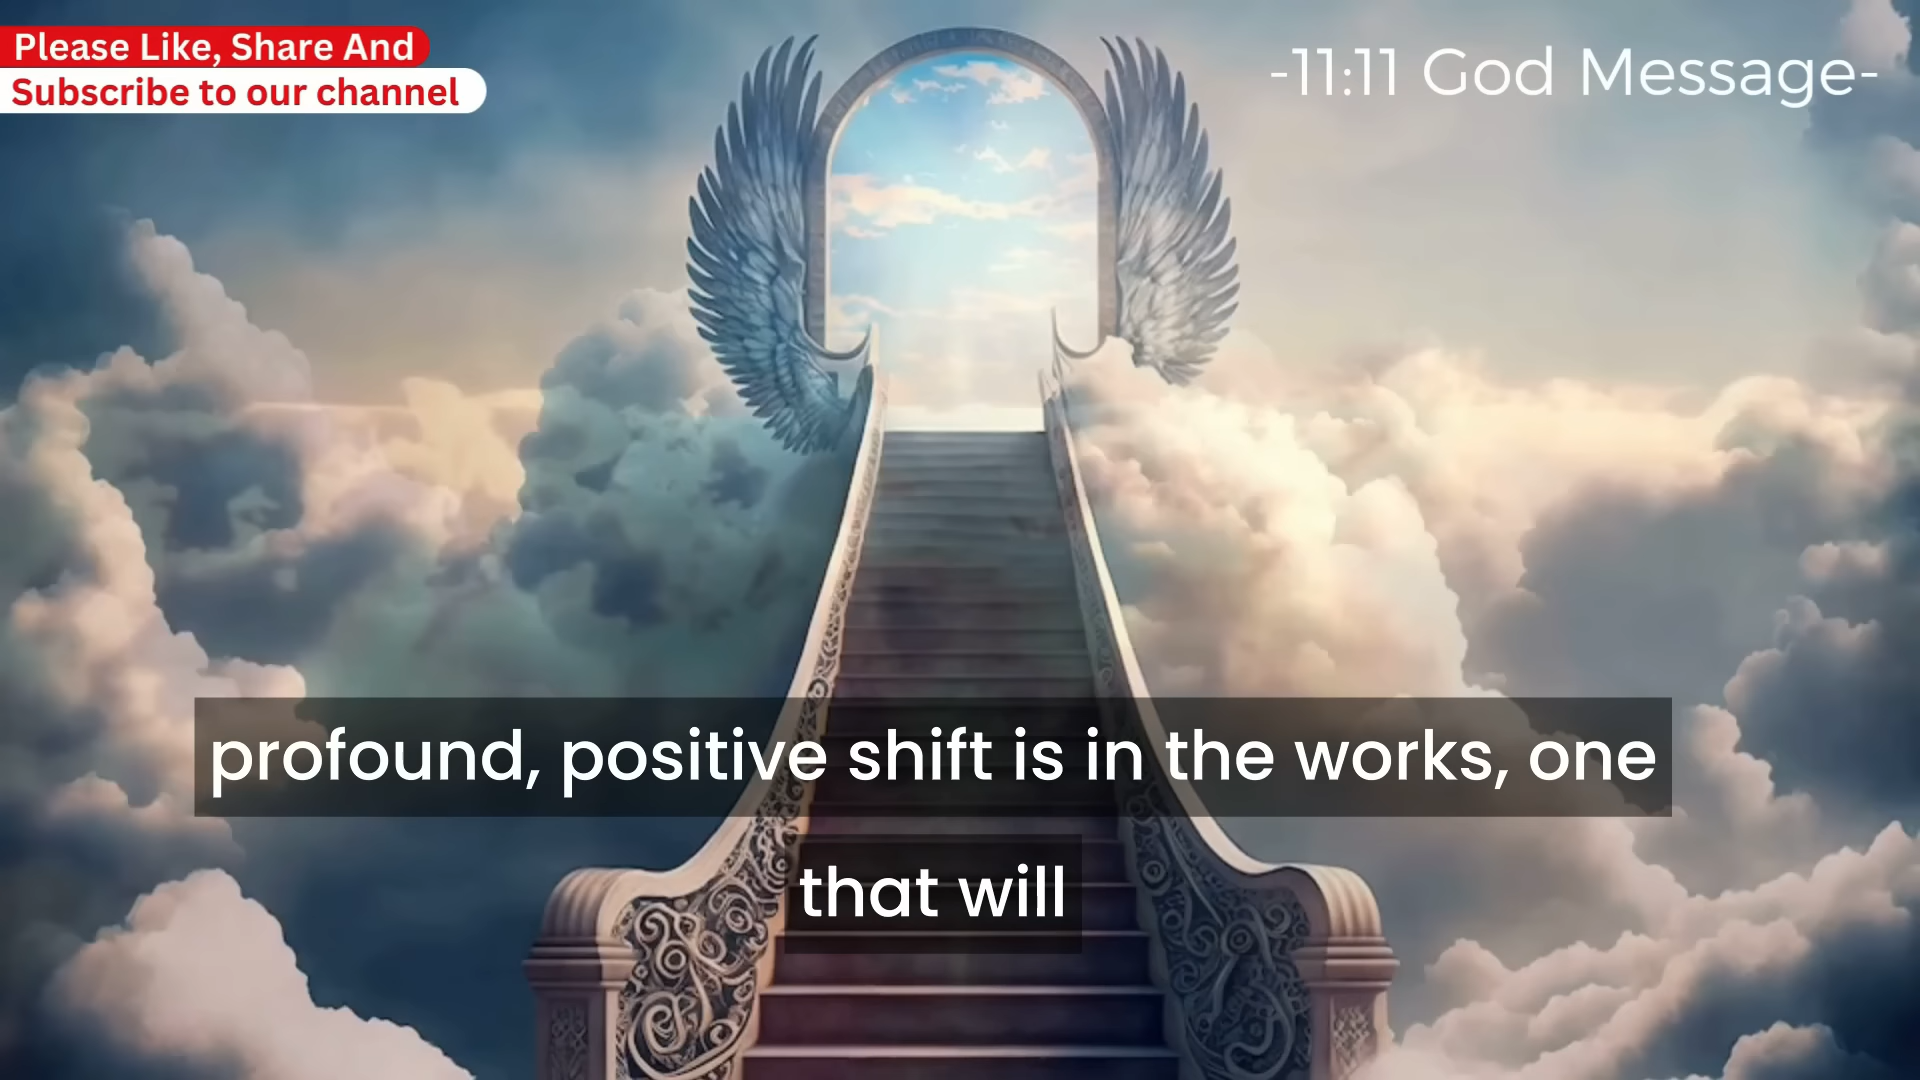 Please Like, Share And
Subscribe to our channel
-11:11 God Message-
profound, positive shift is in the works, one
that will